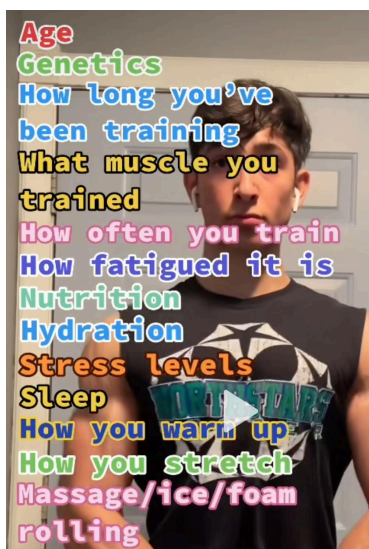 Age
Genetics
How long you've
been training
What muscle you
trained
How often you train
How fatigued it is
Nutrition
Hydration
Stress levels
Sleep
How you warm up
How you stretch
Massage/ice/foam
rolling
NORTHSTARS